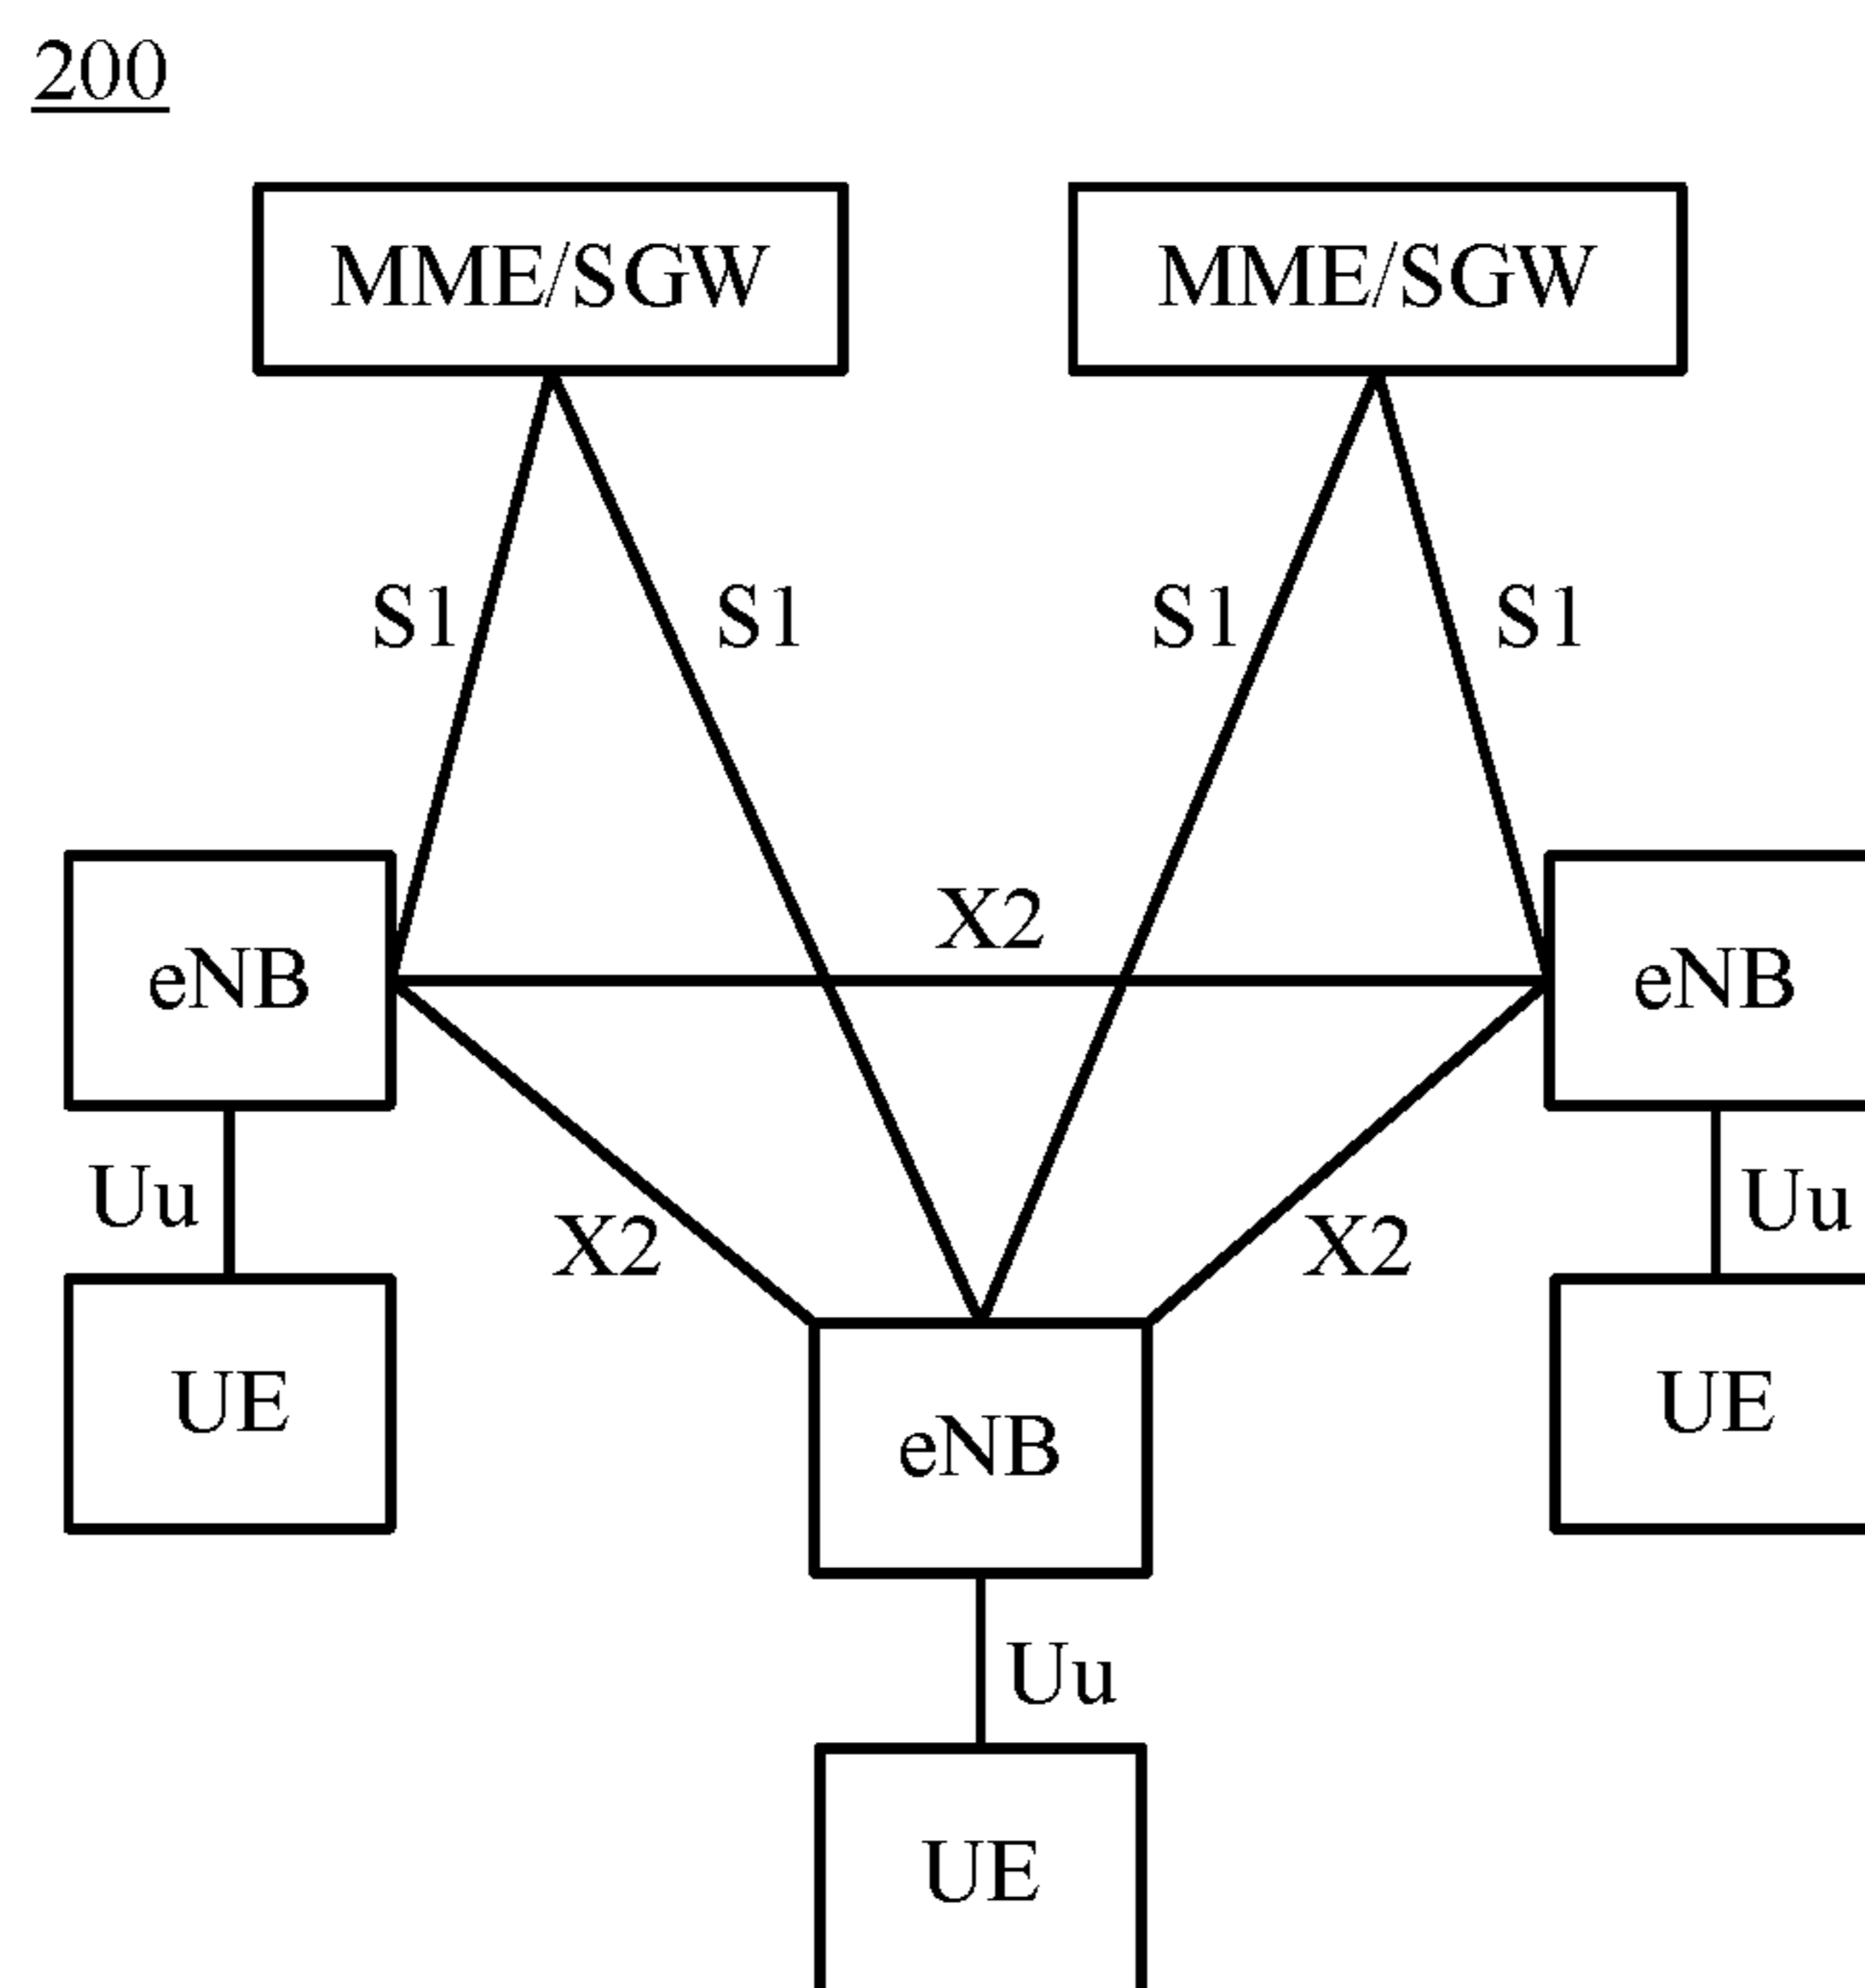 200
MME/SGW MME/SGW
S1 S1 S1 S1
X2
eNB eNB
Uu Uu
X2 X2
UE UE
eNB
Uu
UE